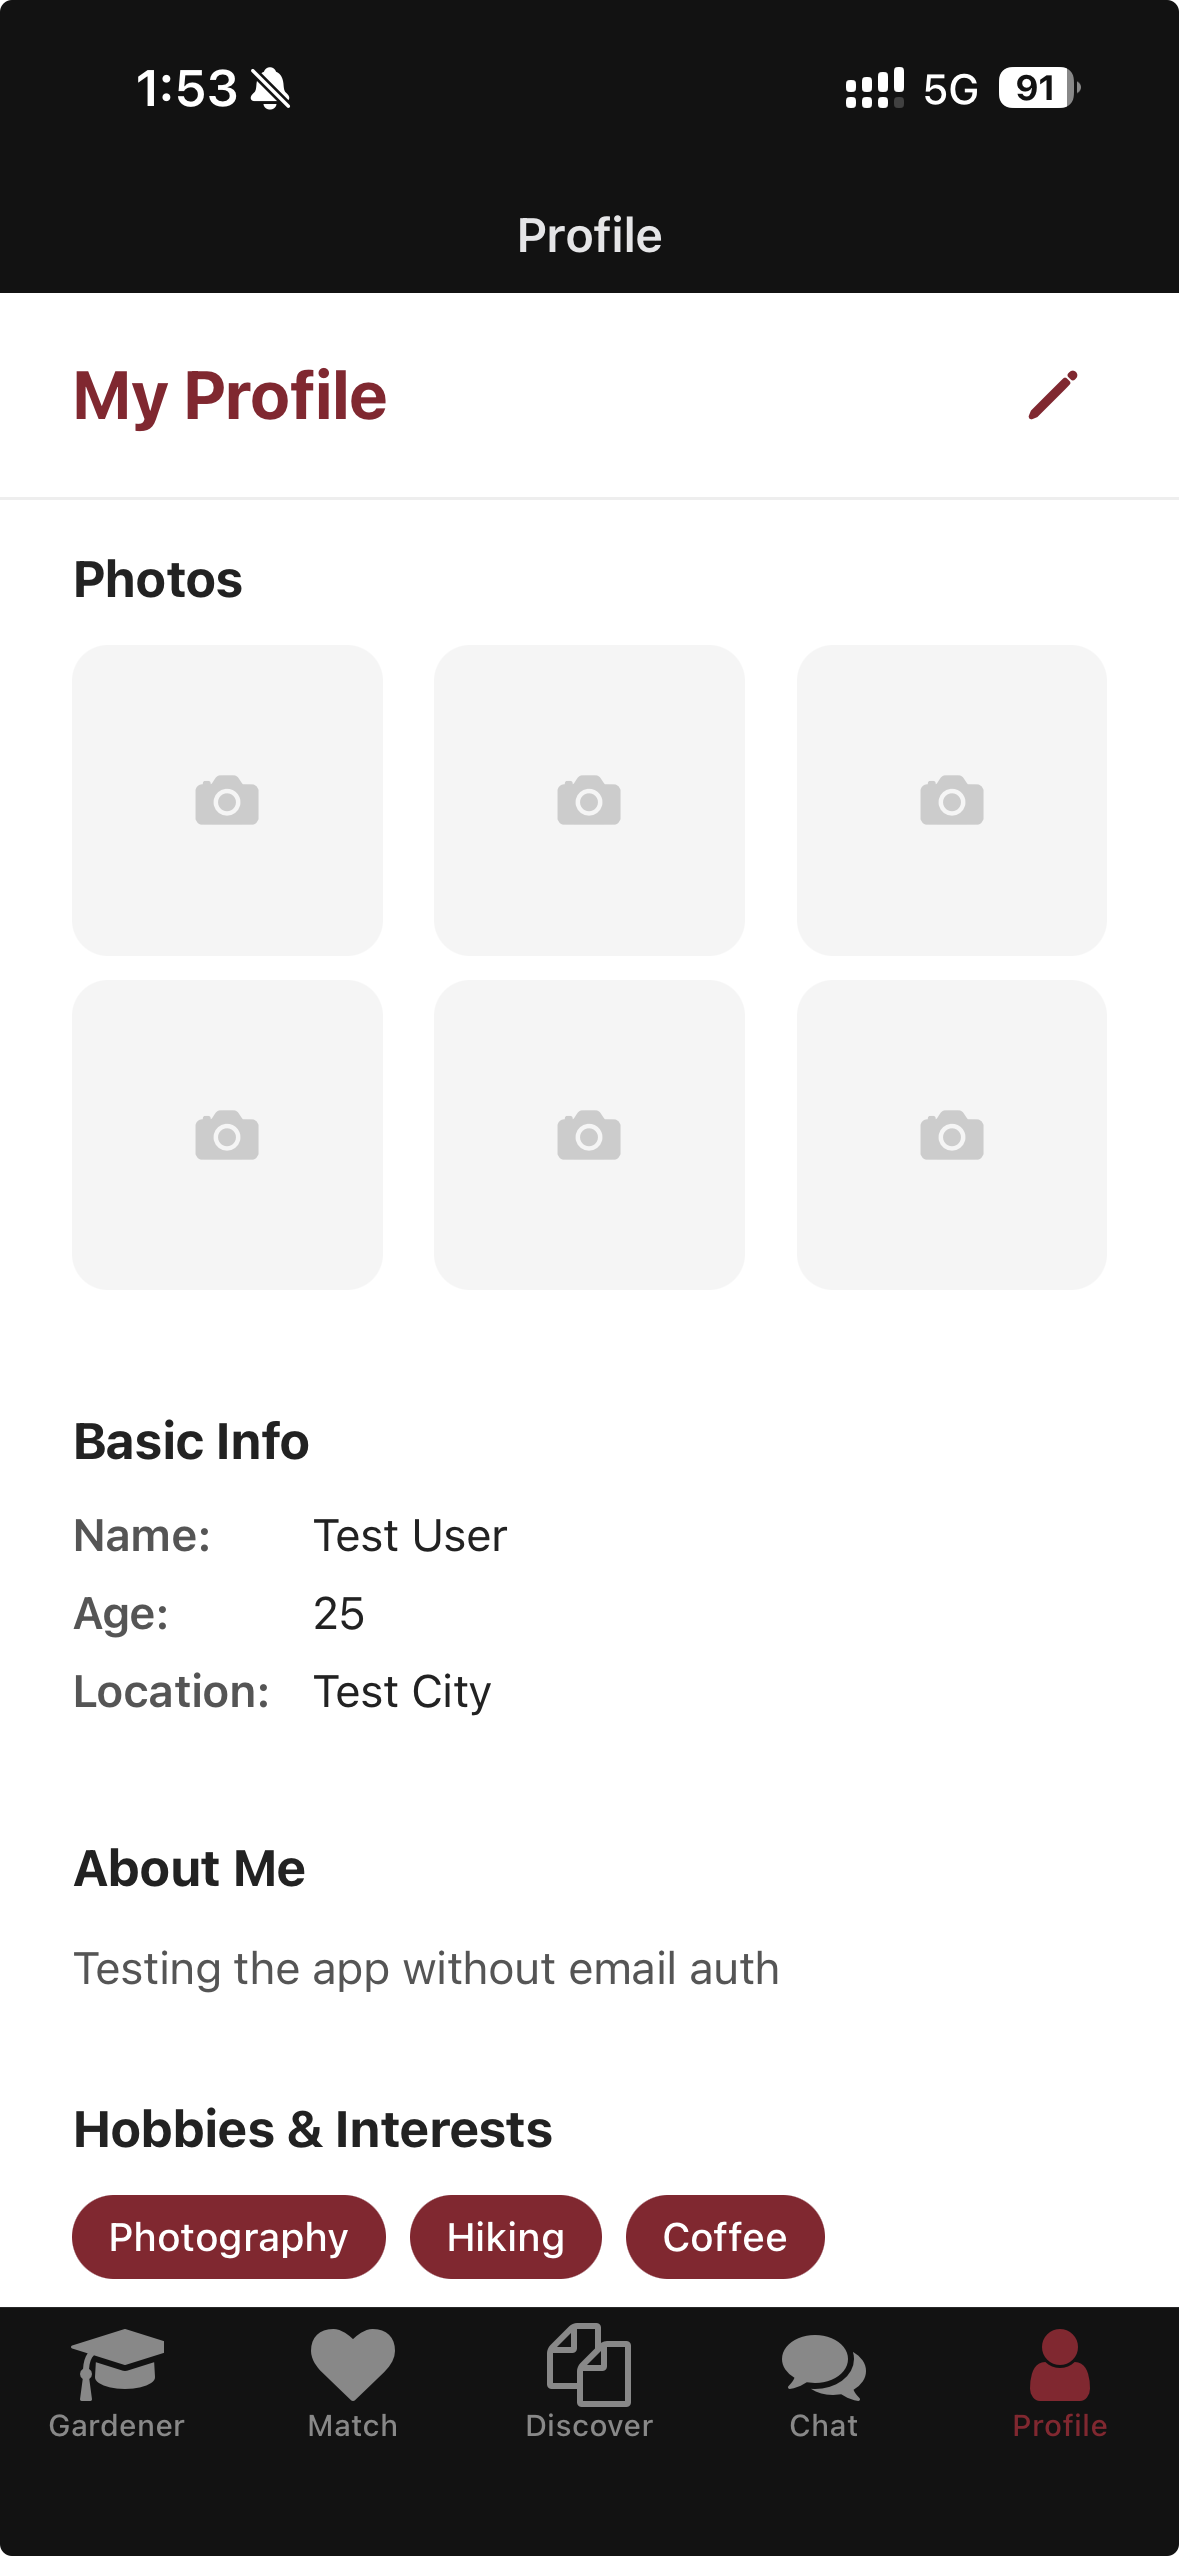 1:53 5G 91
Profile
My Profile
Photos
Basic Info
Name: Test User
Age: 25
Location: Test City
About Me
Testing the app without email auth
Hobbies & Interests
Photography Hiking Coffee
Gardener Match Discover Chat Profile